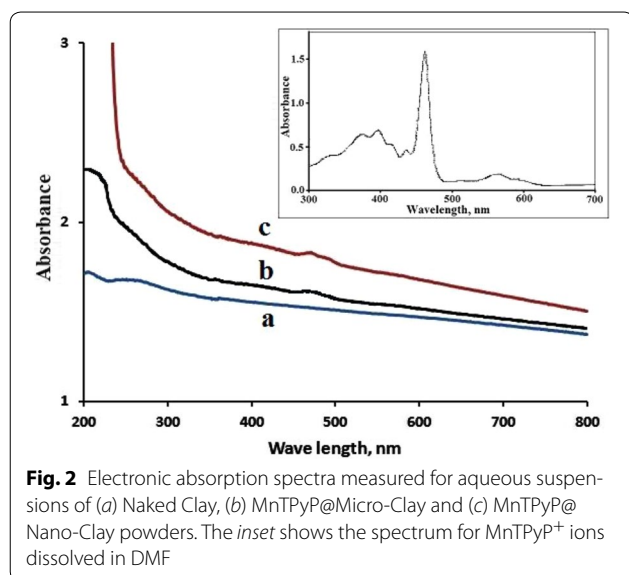 3
2
1
Absorbance
200 300 400 500 600 700 800
Wave length, nm
c
b
a
1.5
1.0
0.5
0.0
Absorbance
300 400 500 600 700
Wavelength, nm
Fig. 2 Electronic absorption spectra measured for aqueous suspen-
sions of (a) Naked Clay, (b) MnTPyP@Micro-Clay and (c) MnTPyP@
Nano-Clay powders. The inset shows the spectrum for MnTPyP⁺ ions
dissolved in DMF